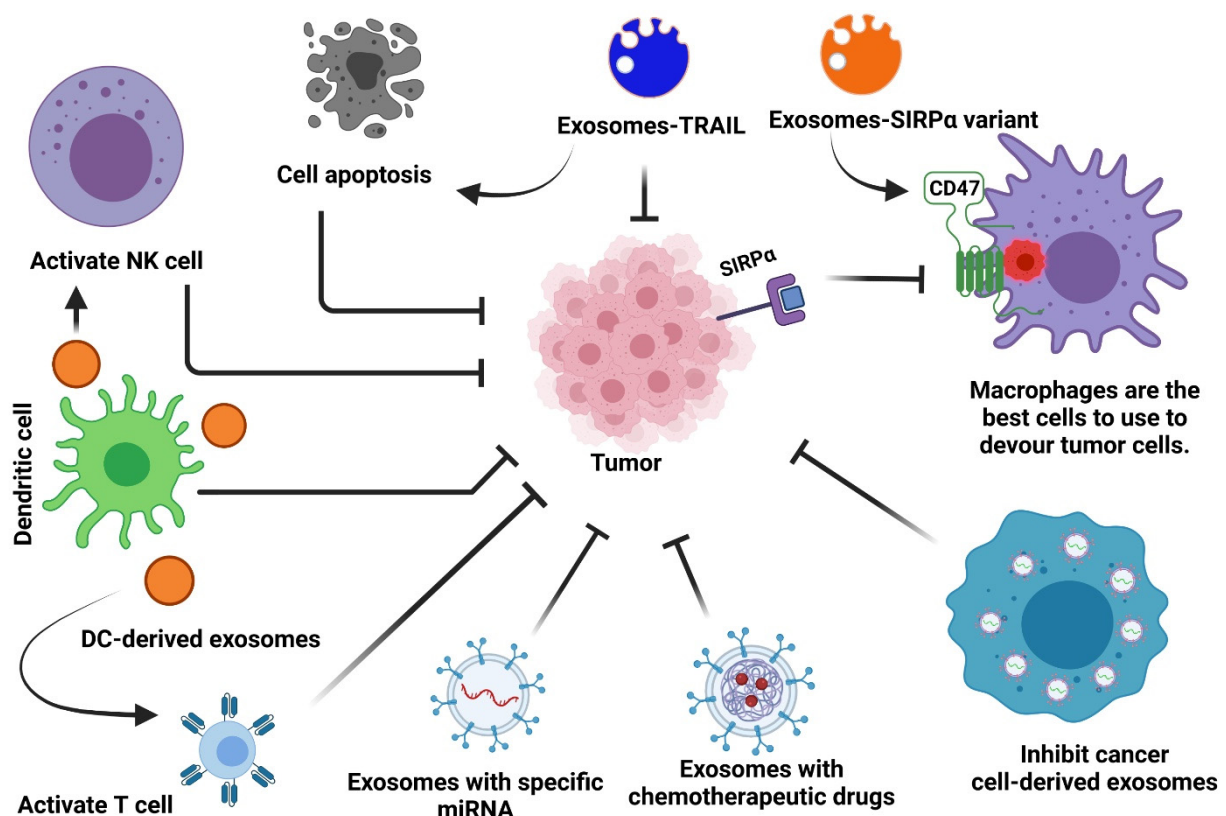 Exosomes-TRAIL
Exosomes-SIRPα variant
Cell apoptosis
CD47
Activate NK cell
SIRPα
Macrophages are the
best cells to use to
devour tumor cells.
Dendritic cell
Tumor
DC-derived exosomes
Activate T cell
Exosomes with specific
miRNA
Exosomes with
chemotherapeutic drugs
Inhibit cancer
cell-derived exosomes